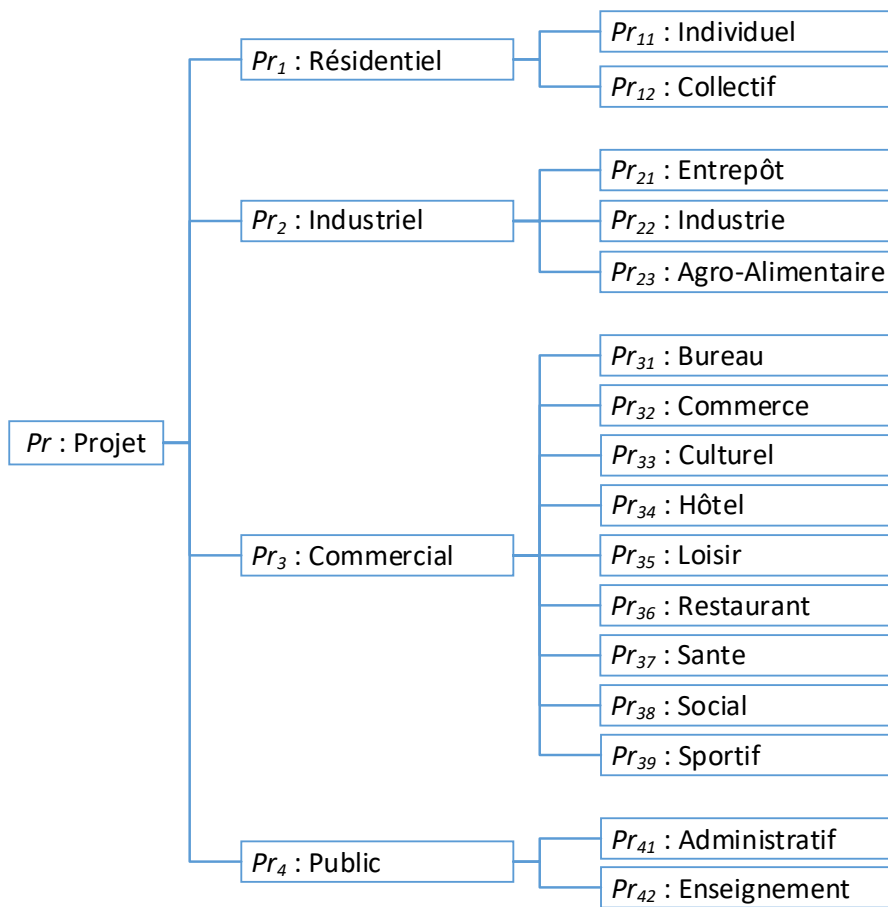 Pr : Projet
Pr1 : Résidentiel
Pr11 : Individuel
Pr12 : Collectif
Pr2 : Industriel
Pr21 : Entrepôt
Pr22 : Industrie
Pr23 : Agro-Alimentaire
Pr3 : Commercial
Pr31 : Bureau
Pr32 : Commerce
Pr33 : Culturel
Pr34 : Hôtel
Pr35 : Loisir
Pr36 : Restaurant
Pr37 : Sante
Pr38 : Social
Pr39 : Sportif
Pr4 : Public
Pr41 : Administratif
Pr42 : Enseignement